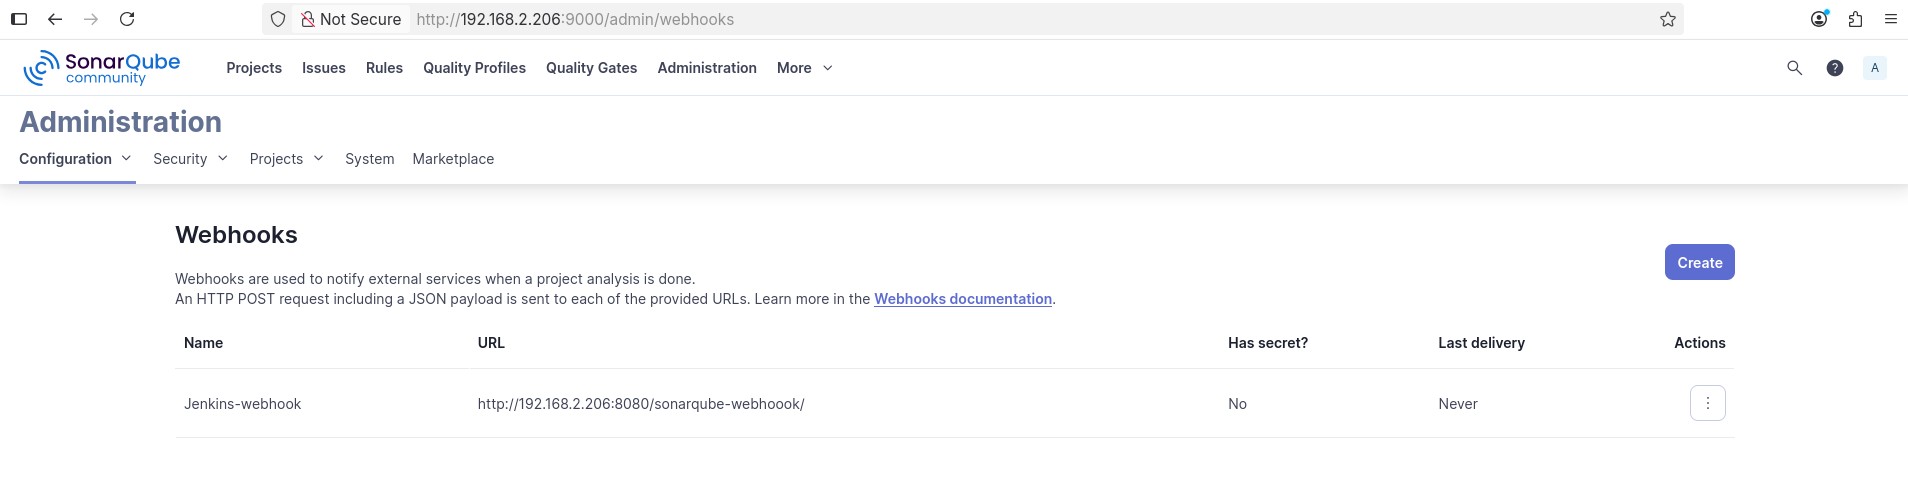 Not Secure http://192.168.2.206:9000/admin/webhooks
SonarQube community Projects Issues Rules Quality Profiles Quality Gates Administration More ? A
Administration
Configuration Security Projects System Marketplace
Webhooks
Create
Webhooks are used to notify external services when a project analysis is done.
An HTTP POST request including a JSON payload is sent to each of the provided URLs. Learn more in the Webhooks documentation.
Name URL Has secret? Last delivery Actions
Jenkins-webhook http://192.168.2.206:8080/sonarqube-webhoook/ No Never